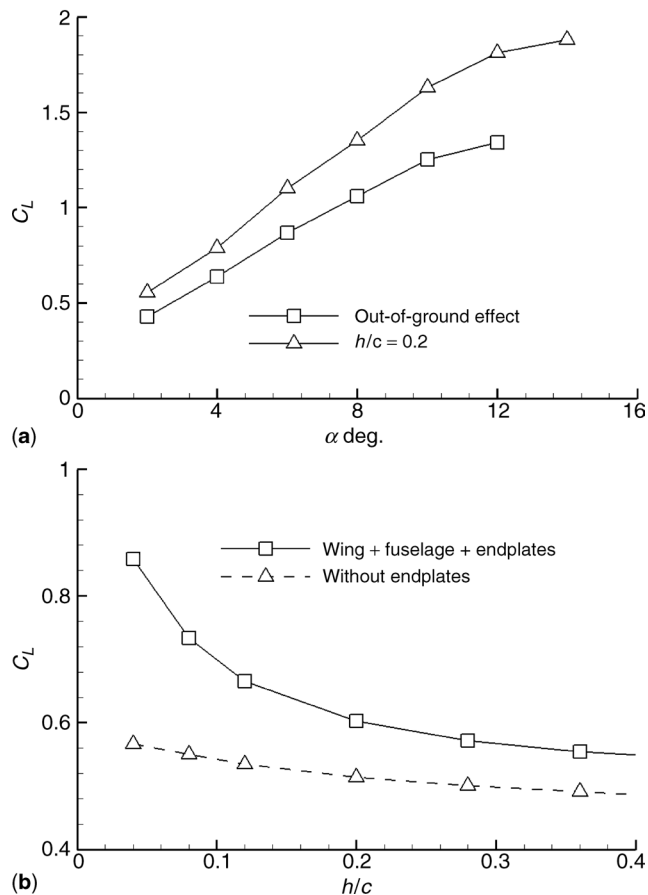 2
1.5
C_L
1
0.5
Out-of-ground effect
h/c = 0.2
0
0 4 8 12 16
(a)
α deg.
1
0.8
Wing + fuselage + endplates
Without endplates
C_L
0.6
0.4
0 0.1 0.2 0.3 0.4
(b)
h/c